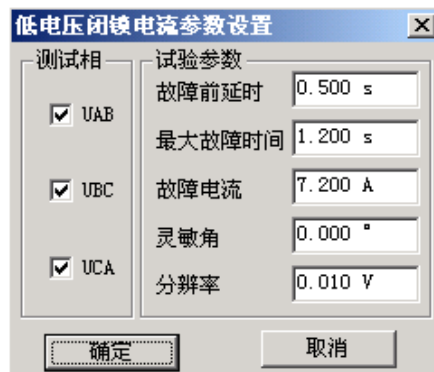 低电压闭锁电流参数设置
测试相
UAB
UBC
UCA
试验参数
故障前延时 0.500 s
最大故障时间 1.200 s
故障电流 7.200 A
灵敏角 0.000 °
分辨率 0.010 V
确定 取消